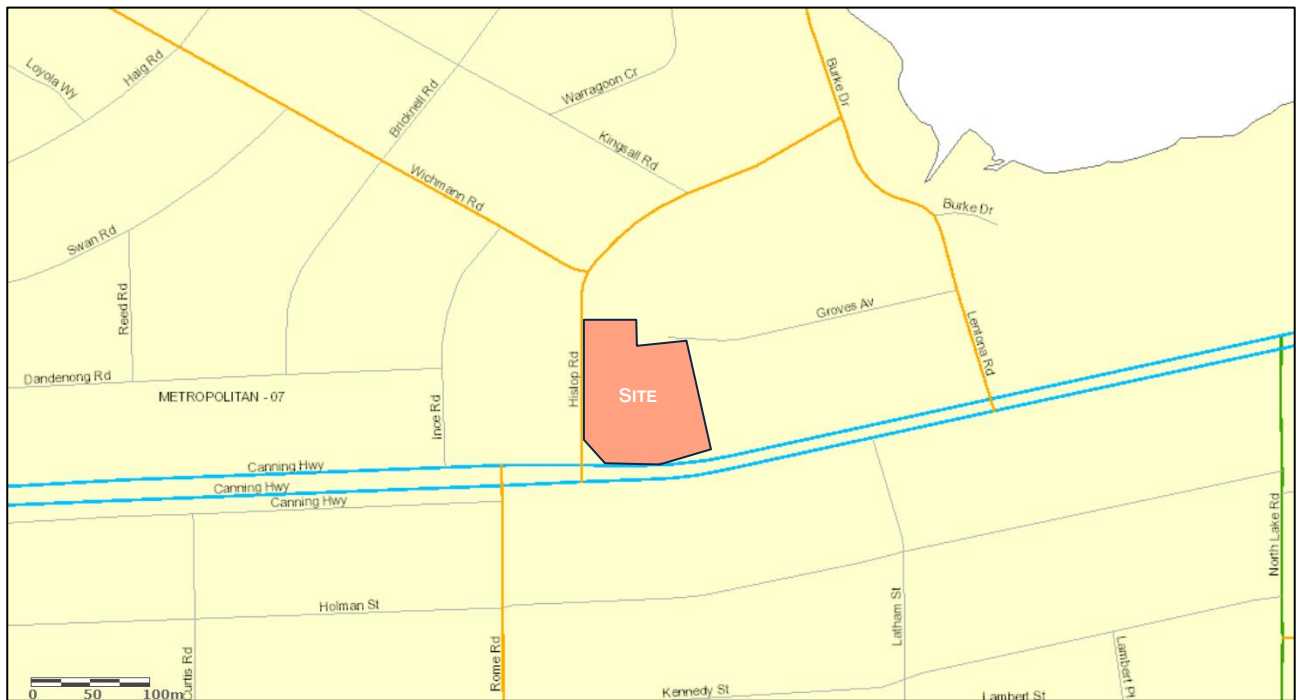 Loyola Wy
Haig Rd
Bricknell Rd
Warragoon Cr
Burke Dr
Kingsall Rd
Wichmann Rd
Burke Dr
Swan Rd
Reed Rd
Groves Av
Lentona Rd
Hislop Rd
Dandenong Rd
METROPOLITAN - 07
SITE
Ince Rd
Canning Hwy
Canning Hwy
Canning Hwy
North Lake Rd
Holman St
Latham St
Rome Rd
Curtis Rd
Lambert Pl
Kennedy St
Lambert St
0 50 100m